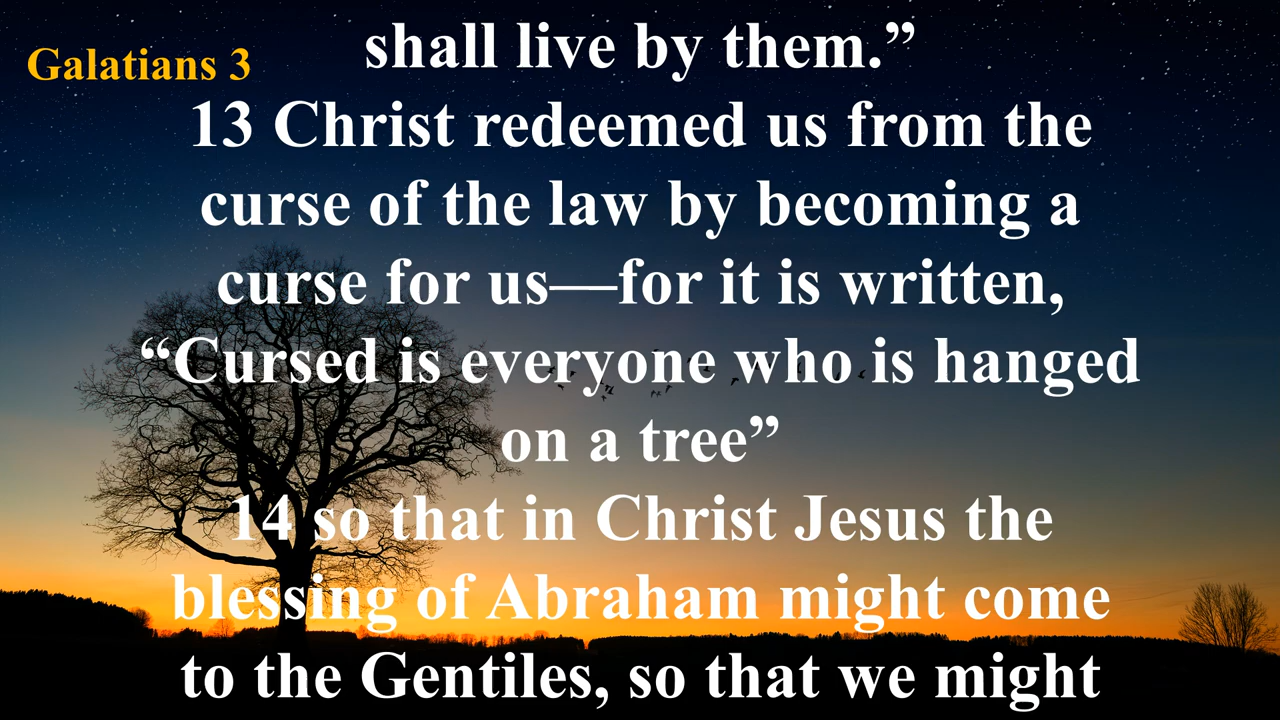 Galatians 3
shall live by them.”
13 Christ redeemed us from the
curse of the law by becoming a
curse for us—for it is written,
“Cursed is everyone who is hanged
on a tree”
14 so that in Christ Jesus the
blessing of Abraham might come
to the Gentiles, so that we might